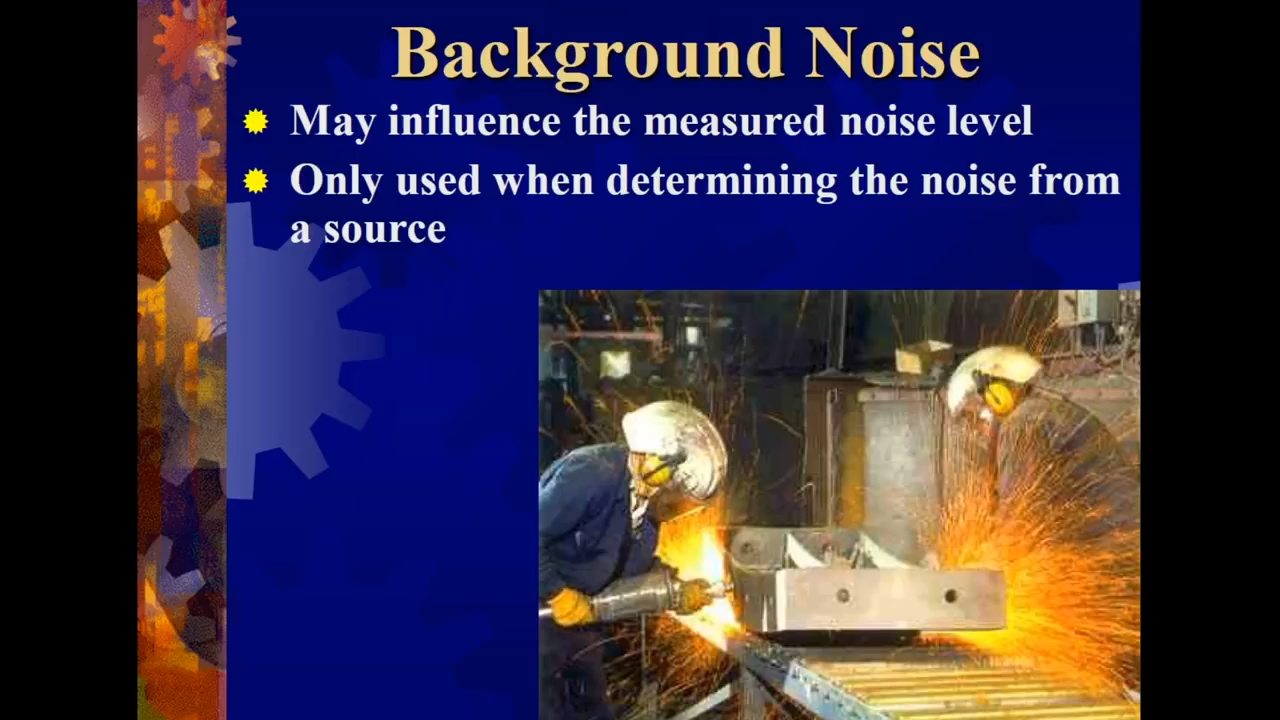 Background Noise
May influence the measured noise level
Only used when determining the noise from
a source